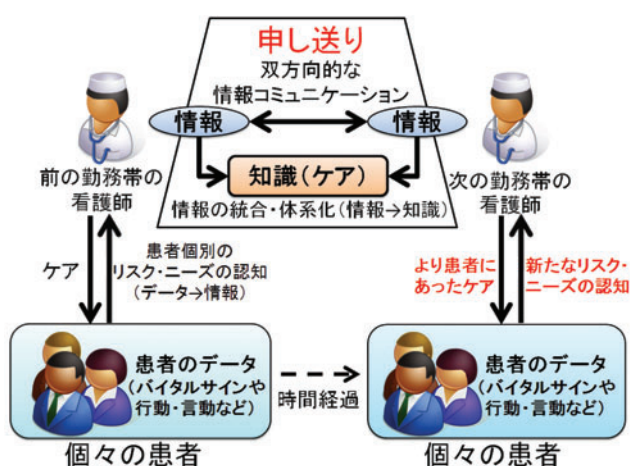 申し送り
双方向的な
情報コミュニケーション
情報
情報
知識(ケア)
情報の統合・体系化(情報→知識)
前の勤務帯の
看護師
次の勤務帯の
看護師
ケア
患者個別の
リスク・ニーズの認知
(データ→情報)
より患者に
あったケア
新たなリスク・
ニーズの認知
患者のデータ
(バイタルサインや
行動・言動など)
個々の患者
時間経過
患者のデータ
(バイタルサインや
行動・言動など)
個々の患者